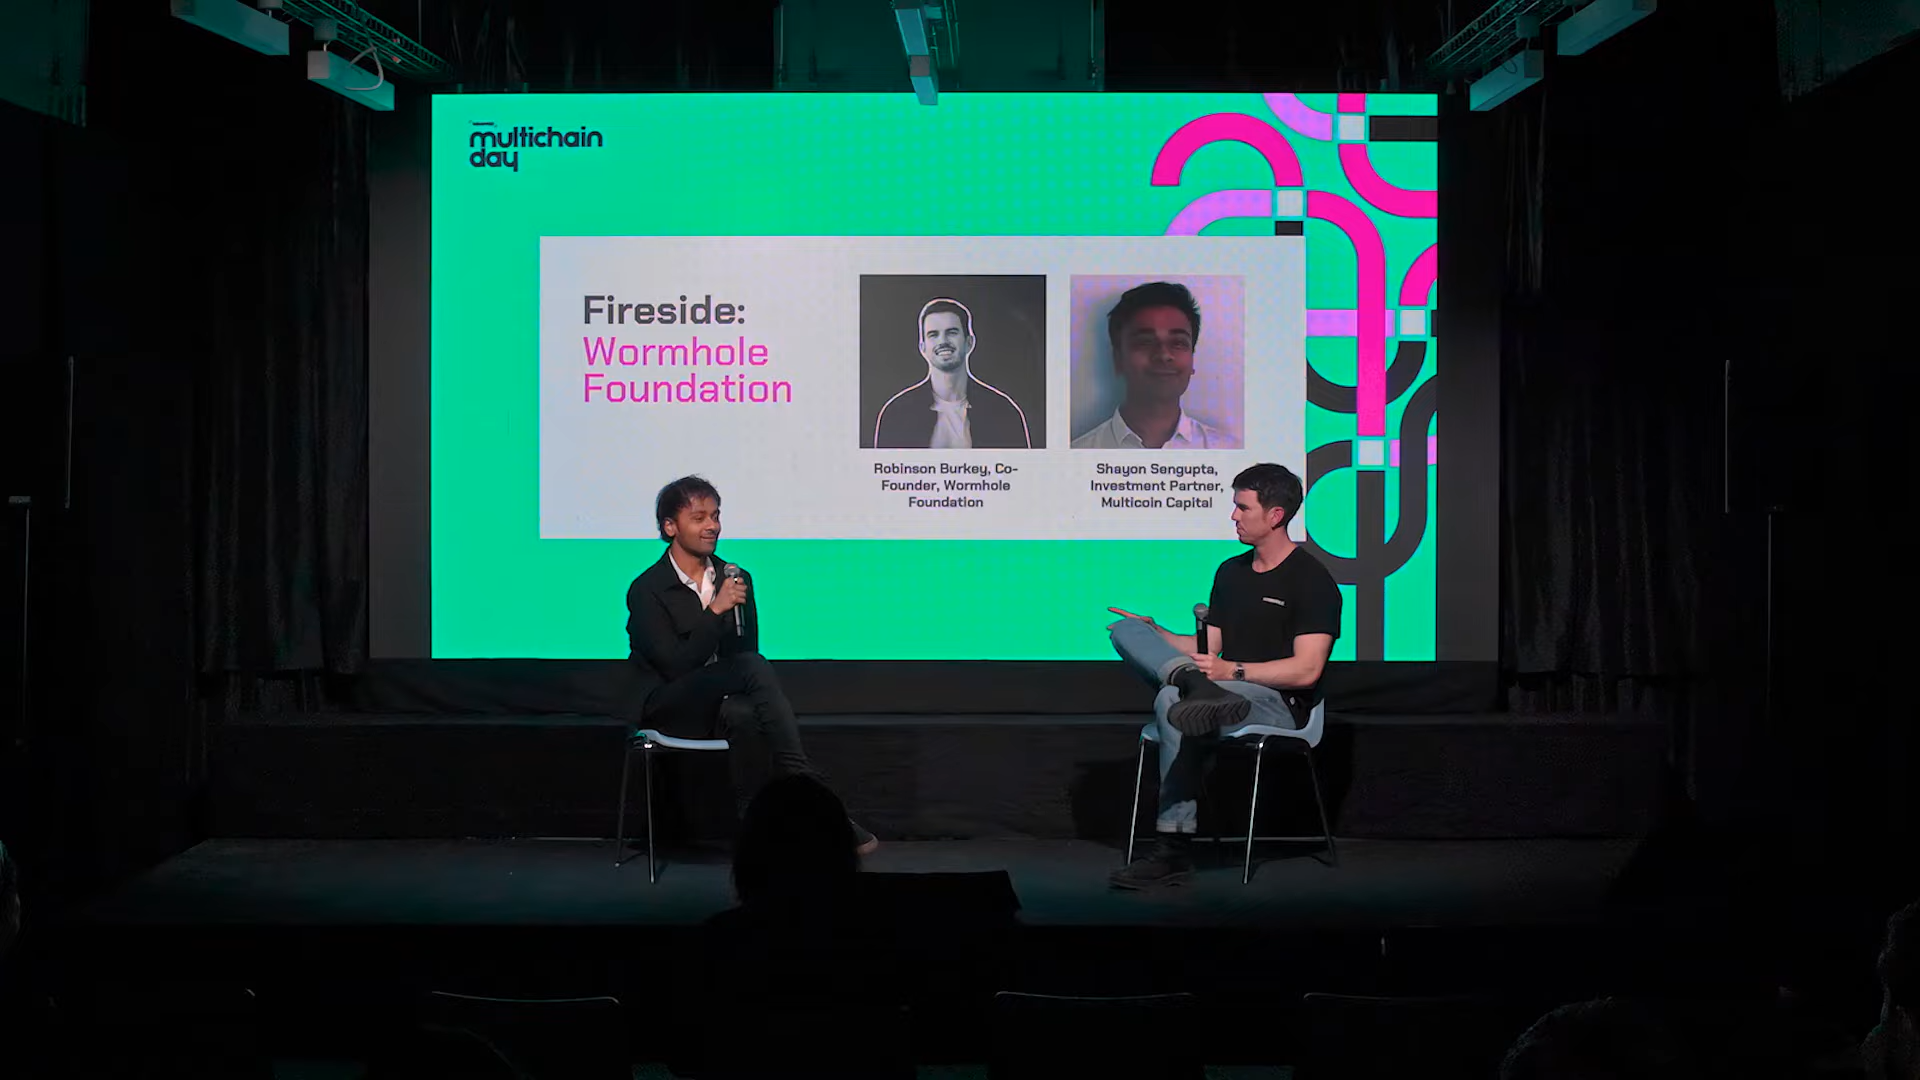 multichain
day
Fireside:
Wormhole
Foundation
Robinson Burkey, Co-
Founder, Wormhole
Foundation
Shayon Sengupta,
Investment Partner,
Multicoin Capital